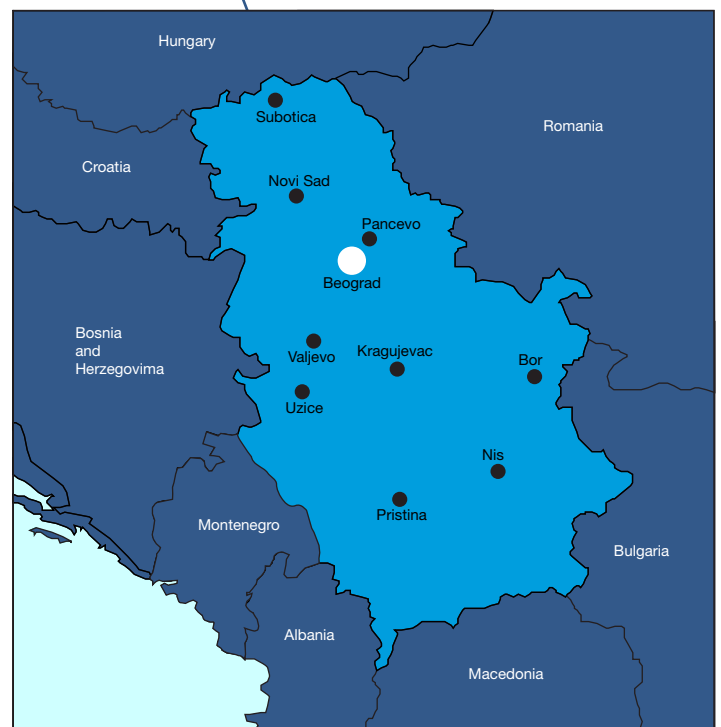 Hungary
Subotica
Romania
Croatia
Novi Sad
Pancevo
Beograd
Bosnia
and
Herzegovima
Valjevo
Kragujevac
Bor
Uzice
Nis
Pristina
Montenegro
Bulgaria
Albania
Macedonia